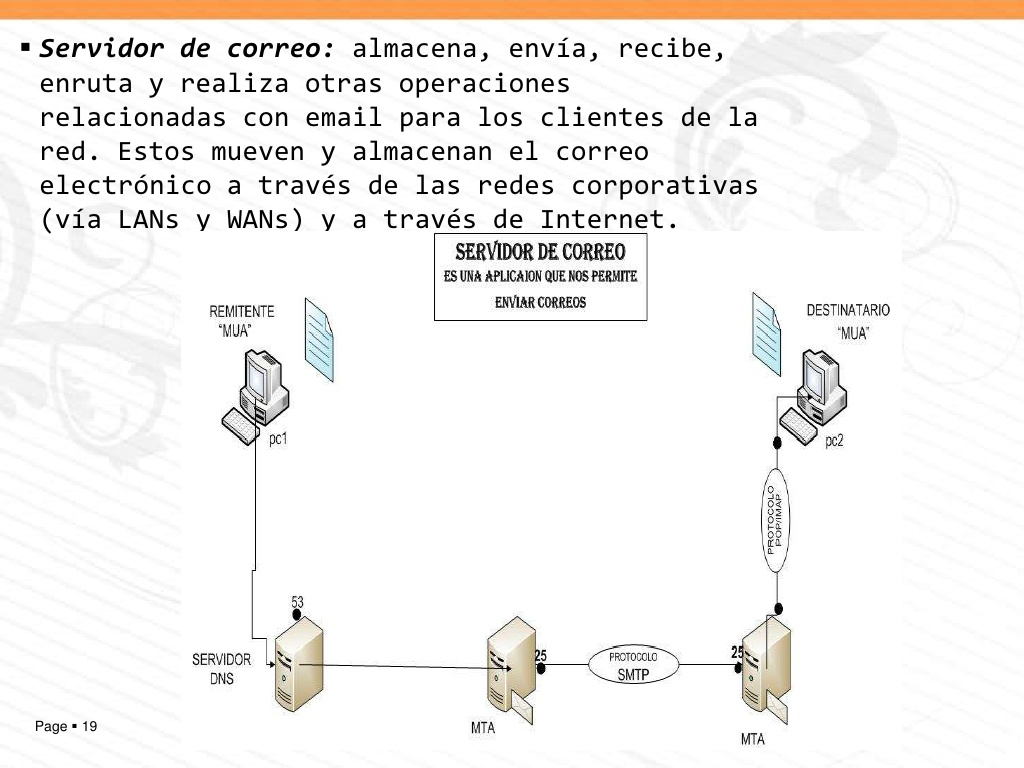 ▪ Servidor de correo: almacena, envía, recibe,
enruta y realiza otras operaciones
relacionadas con email para los clientes de la
red. Estos mueven y almacenan el correo
electrónico a través de las redes corporativas
(vía LANs y WANs) y a través de Internet.
SERVIDOR DE CORREO
ES UNA APLICAION QUE NOS PERMITE
ENVIAR CORREOS
REMITENTE
“MUA”
DESTINATARIO
“MUA”
pc1
pc2
PROTOCOLO
POP/IMAP
53
SERVIDOR
DNS
25
PROTOCOLO
SMTP
25
MTA
MTA
Page ▪ 19